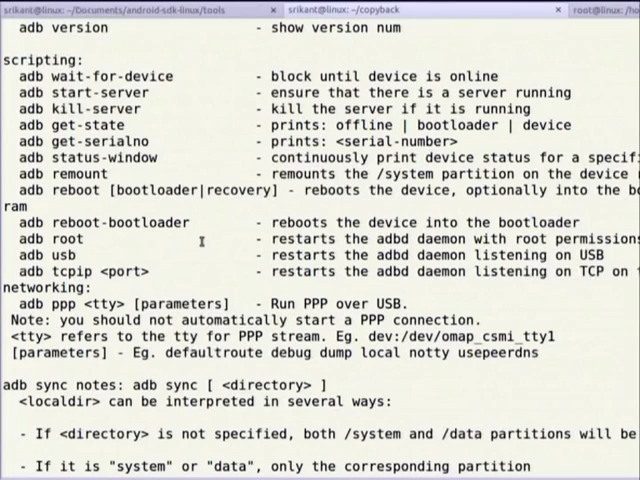 srikant@linux: ~/Documents/android-sdk-linux/tools
srikant@linux: ~/copyback
root@linux: /ho
adb version - show version num
scripting:
adb wait-for-device - block until device is online
adb start-server - ensure that there is a server running
adb kill-server - kill the server if it is running
adb get-state - prints: offline | bootloader | device
adb get-serialno - prints: <serial-number>
adb status-window - continuously print device status for a specifi
adb remount - remounts the /system partition on the device
adb reboot [bootloader|recovery] - reboots the device, optionally into the bo
ram
adb reboot-bootloader - reboots the device into the bootloader
adb root - restarts the adbd daemon with root permissions
adb usb - restarts the adbd daemon listening on USB
adb tcpip <port> - restarts the adbd daemon listening on TCP on
networking:
adb ppp <tty> [parameters] - Run PPP over USB.
Note: you should not automatically start a PPP connection.
<tty> refers to the tty for PPP stream. Eg. dev:/dev/omap_csmi_tty1
[parameters] - Eg. defaultroute debug dump local notty usepeerdns
adb sync notes: adb sync [ <directory> ]
<localdir> can be interpreted in several ways:
- If <directory> is not specified, both /system and /data partitions will be
- If it is "system" or "data", only the corresponding partition